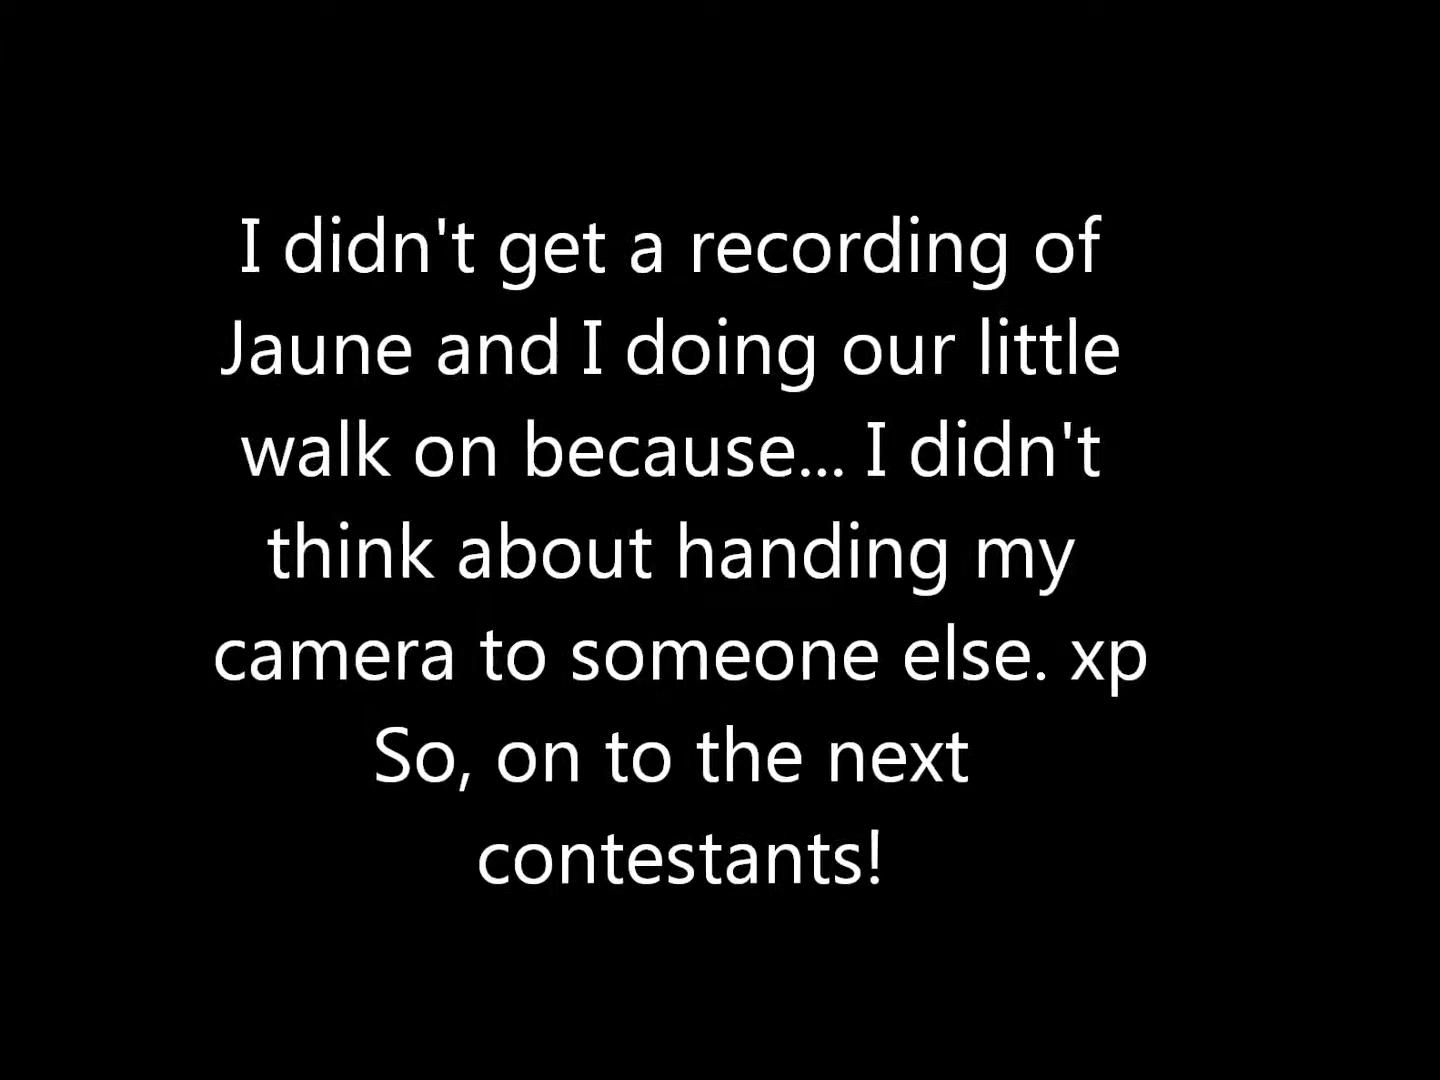 I didn't get a recording of
Jaune and I doing our little
walk on because... I didn't
think about handing my
camera to someone else. xp
So, on to the next
contestants!